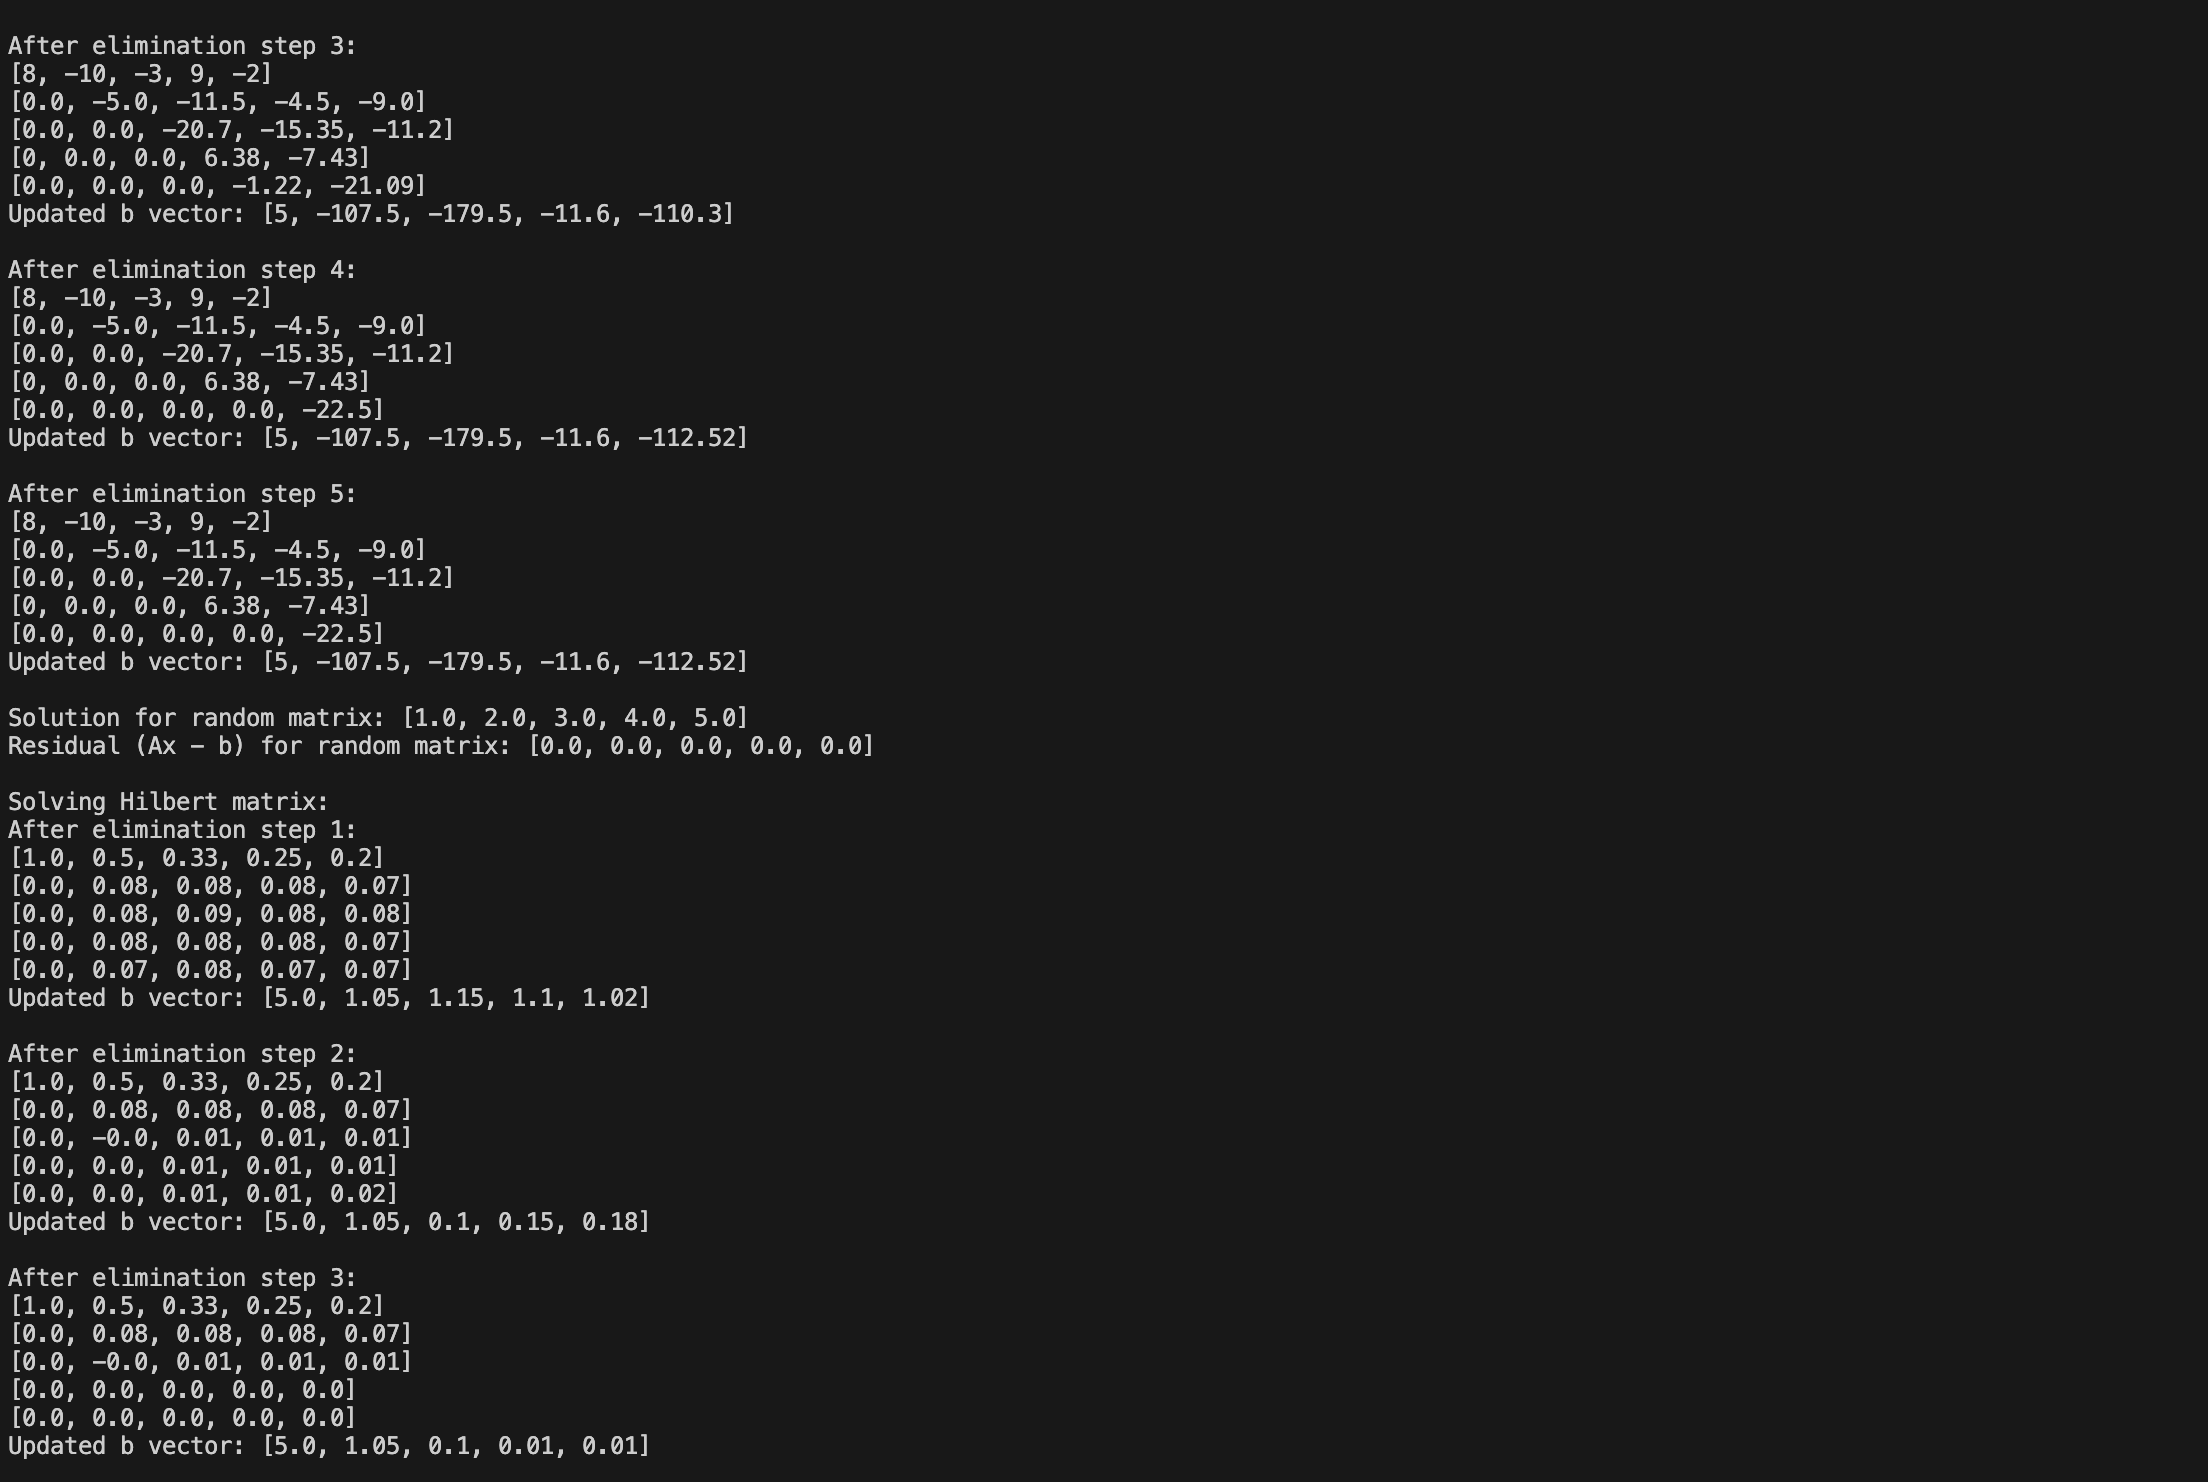 After elimination step 3:
[8, -10, -3, 9, -2]
[0.0, -5.0, -11.5, -4.5, -9.0]
[0.0, 0.0, -20.7, -15.35, -11.2]
[0, 0.0, 0.0, 6.38, -7.43]
[0.0, 0.0, 0.0, -1.22, -21.09]
Updated b vector: [5, -107.5, -179.5, -11.6, -110.3]
After elimination step 4:
[8, -10, -3, 9, -2]
[0.0, -5.0, -11.5, -4.5, -9.0]
[0.0, 0.0, -20.7, -15.35, -11.2]
[0, 0.0, 0.0, 6.38, -7.43]
[0.0, 0.0, 0.0, 0.0, -22.5]
Updated b vector: [5, -107.5, -179.5, -11.6, -112.52]
After elimination step 5:
[8, -10, -3, 9, -2]
[0.0, -5.0, -11.5, -4.5, -9.0]
[0.0, 0.0, -20.7, -15.35, -11.2]
[0, 0.0, 0.0, 6.38, -7.43]
[0.0, 0.0, 0.0, 0.0, -22.5]
Updated b vector: [5, -107.5, -179.5, -11.6, -112.52]
Solution for random matrix: [1.0, 2.0, 3.0, 4.0, 5.0]
Residual (Ax - b) for random matrix: [0.0, 0.0, 0.0, 0.0, 0.0]
Solving Hilbert matrix:
After elimination step 1:
[1.0, 0.5, 0.33, 0.25, 0.2]
[0.0, 0.08, 0.08, 0.08, 0.07]
[0.0, 0.08, 0.09, 0.08, 0.08]
[0.0, 0.08, 0.08, 0.08, 0.07]
[0.0, 0.07, 0.08, 0.07, 0.07]
Updated b vector: [5.0, 1.05, 1.15, 1.1, 1.02]
After elimination step 2:
[1.0, 0.5, 0.33, 0.25, 0.2]
[0.0, 0.08, 0.08, 0.08, 0.07]
[0.0, -0.0, 0.01, 0.01, 0.01]
[0.0, 0.0, 0.01, 0.01, 0.01]
[0.0, 0.0, 0.01, 0.01, 0.02]
Updated b vector: [5.0, 1.05, 0.1, 0.15, 0.18]
After elimination step 3:
[1.0, 0.5, 0.33, 0.25, 0.2]
[0.0, 0.08, 0.08, 0.08, 0.07]
[0.0, -0.0, 0.01, 0.01, 0.01]
[0.0, 0.0, 0.0, 0.0, 0.0]
[0.0, 0.0, 0.0, 0.0, 0.0]
Updated b vector: [5.0, 1.05, 0.1, 0.01, 0.01]